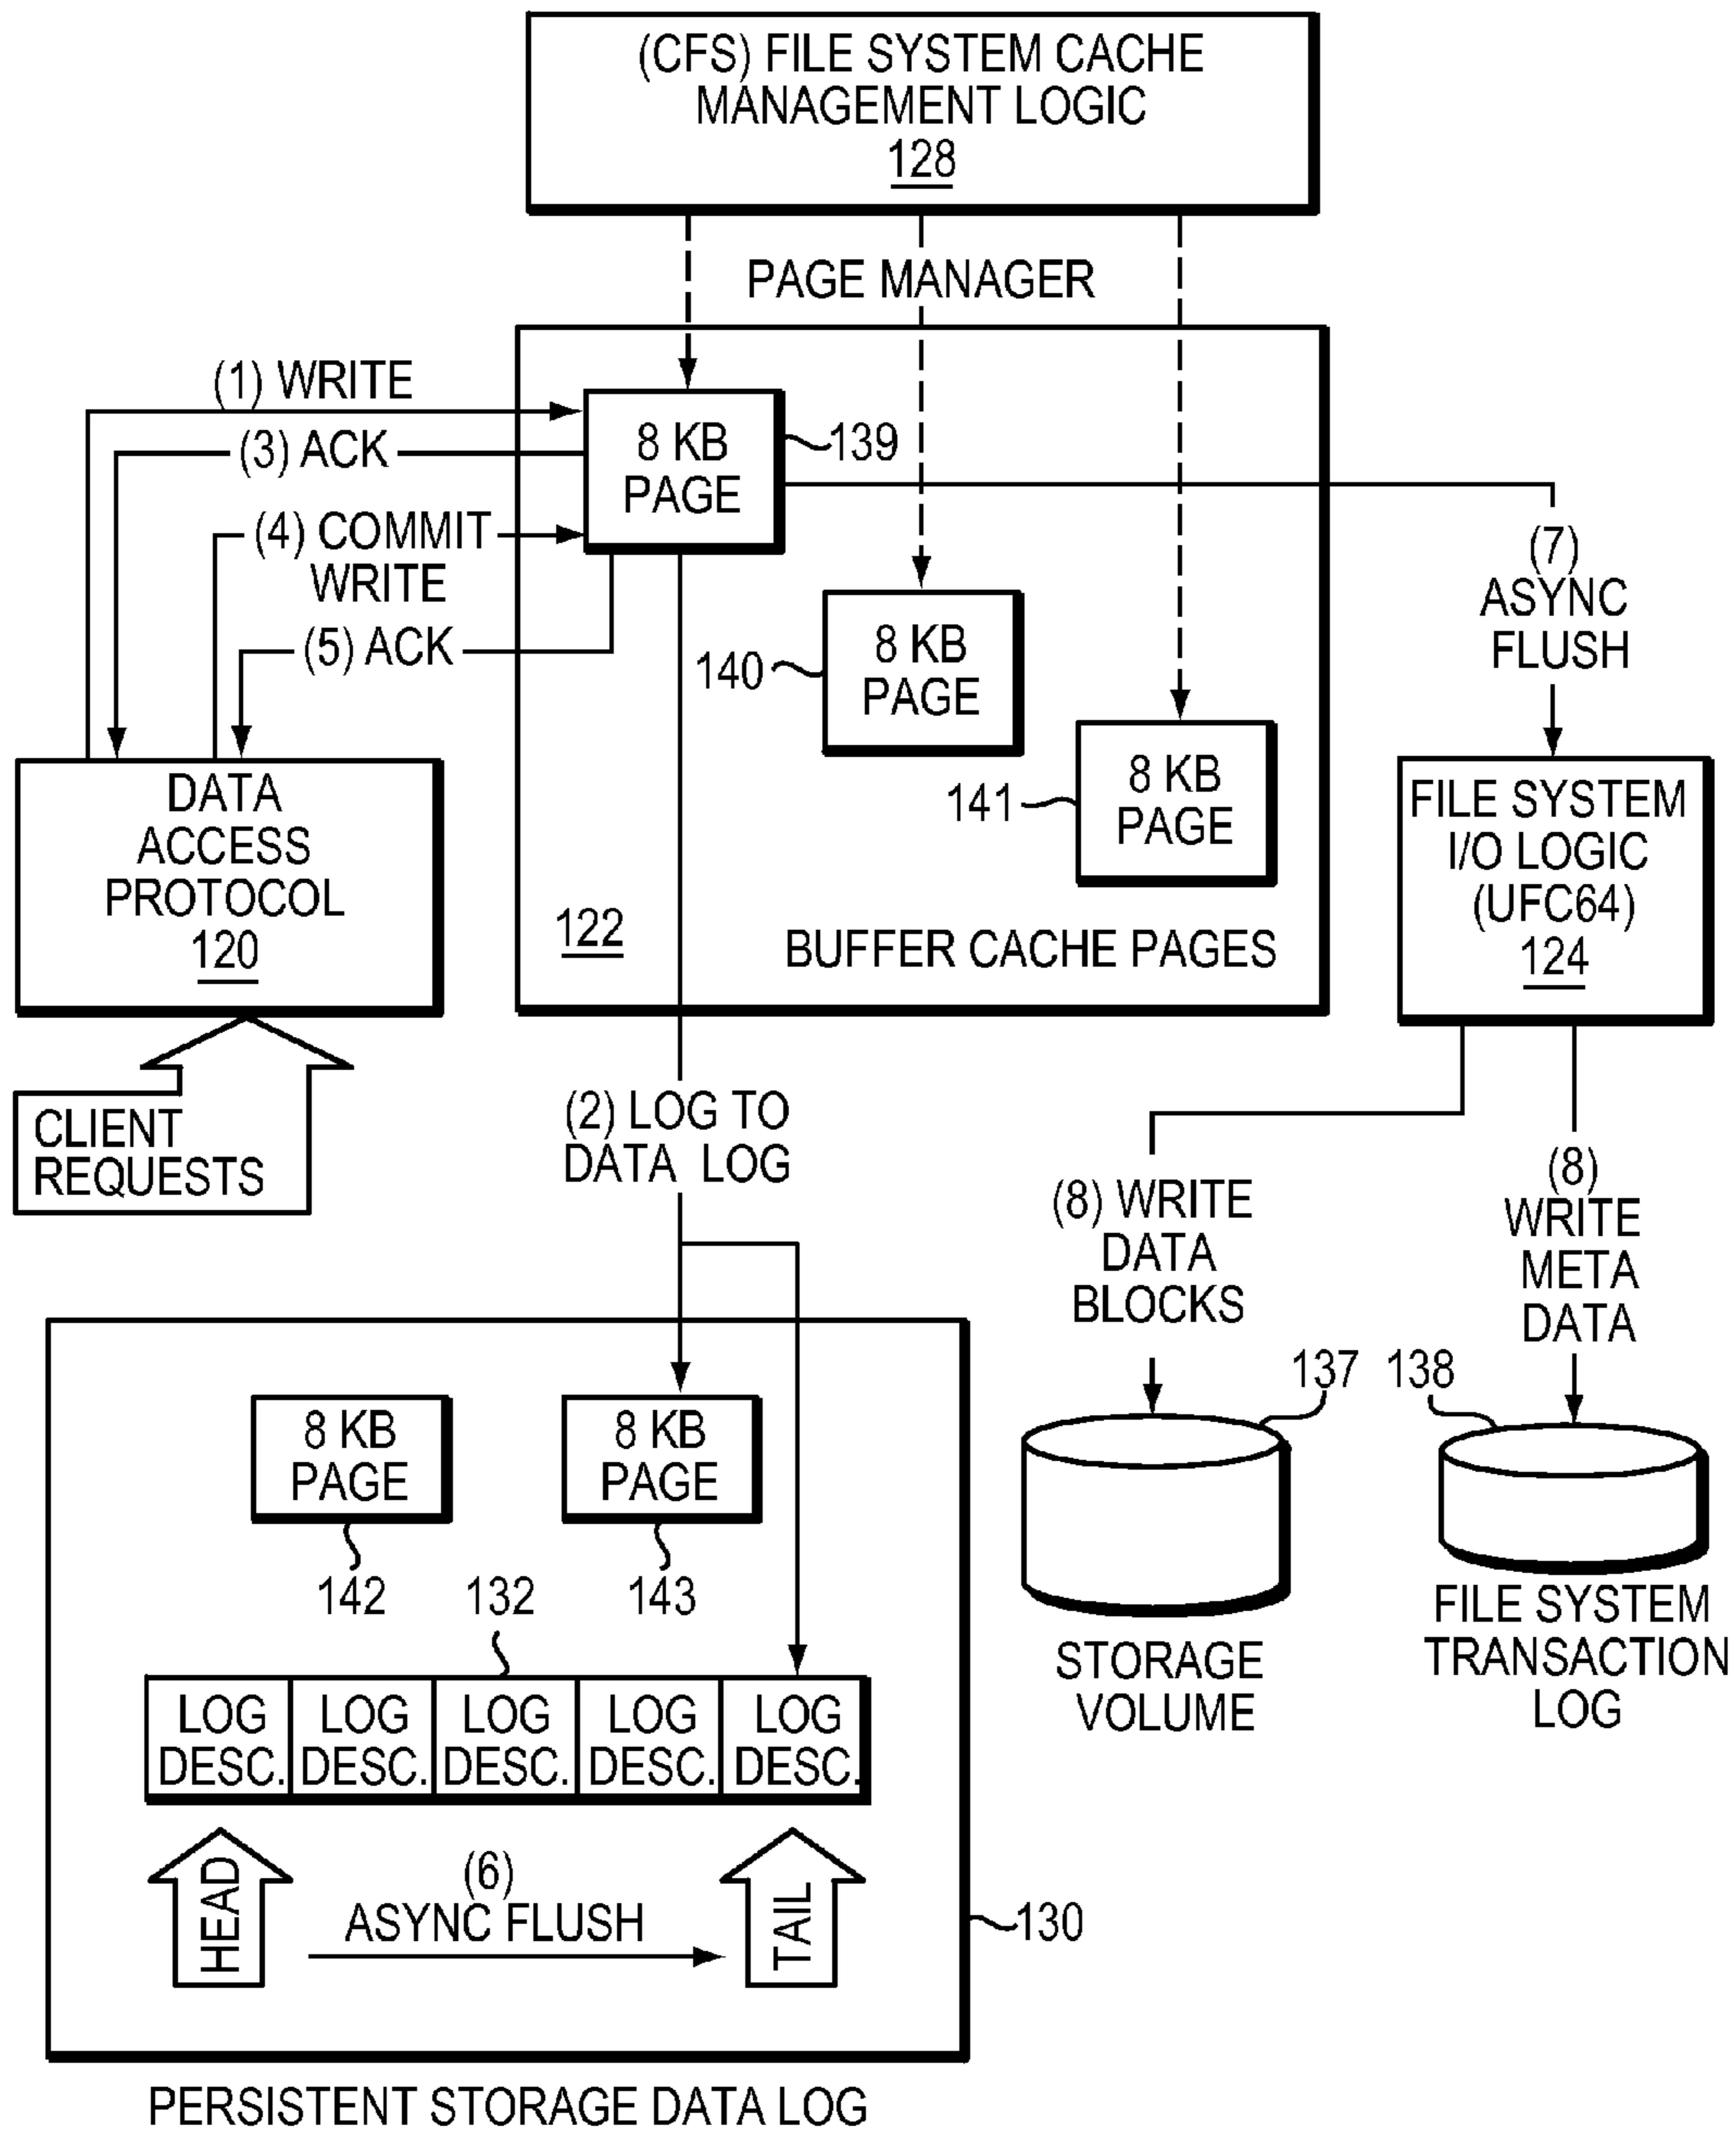 (CFS) FILE SYSTEM CACHE
MANAGEMENT LOGIC
128
PAGE MANAGER
(1) WRITE
(3) ACK
(4) COMMIT
WRITE
(5) ACK
8 KB
PAGE
139
8 KB
PAGE
140
8 KB
PAGE
141
122
BUFFER CACHE PAGES
(7)
ASYNC
FLUSH
DATA
ACCESS
PROTOCOL
120
FILE SYSTEM
I/O LOGIC
(UFC64)
124
CLIENT
REQUESTS
(2) LOG TO
DATA LOG
(8) WRITE
DATA
BLOCKS
(8)
WRITE
META
DATA
137
138
8 KB
PAGE
142
8 KB
PAGE
143
132
STORAGE
VOLUME
FILE SYSTEM
TRANSACTION
LOG
LOG
DESC.
LOG
DESC.
LOG
DESC.
LOG
DESC.
LOG
DESC.
HEAD
(6)
ASYNC FLUSH
TAIL
130
PERSISTENT STORAGE DATA LOG